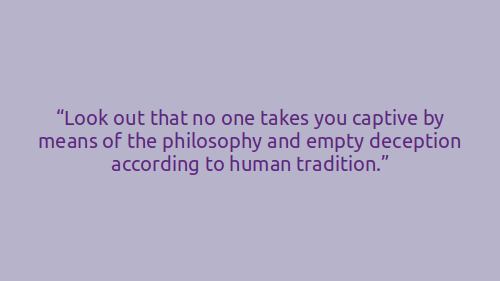 “Look out that no one takes you captive by
means of the philosophy and empty deception
according to human tradition.”